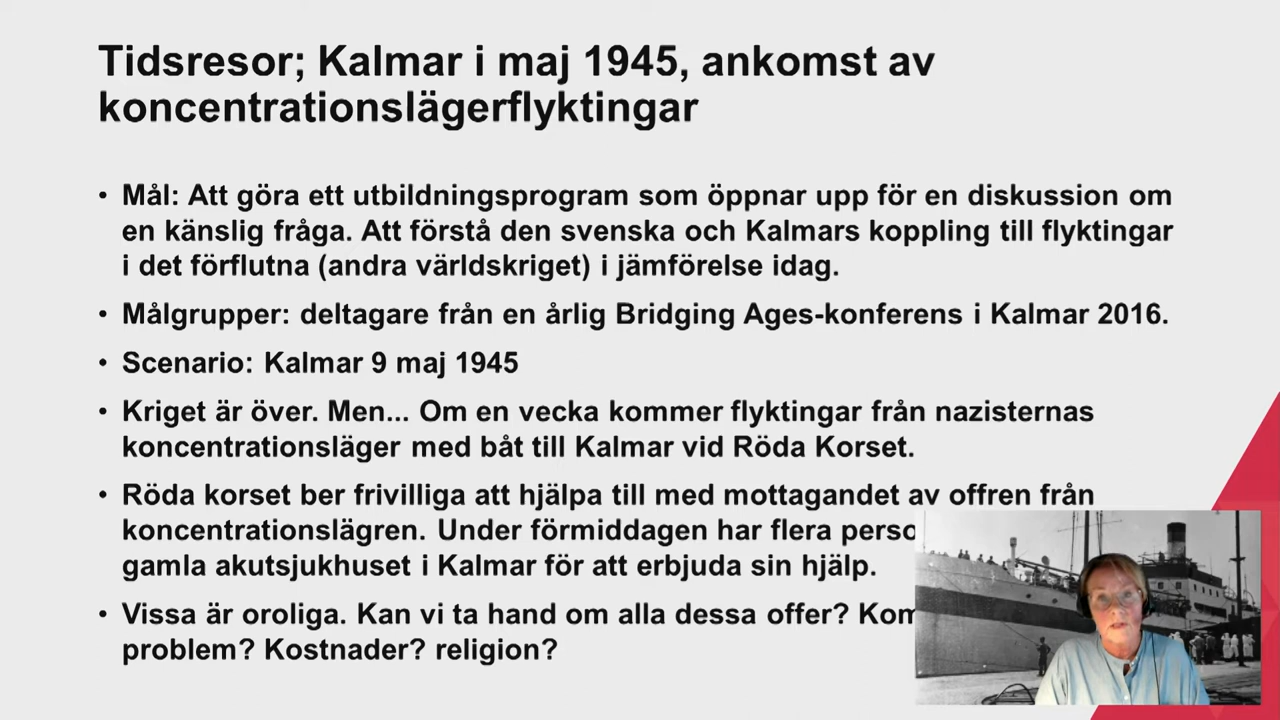 Tidsresor; Kalmar i maj 1945, ankomst av
koncentrationslägerflyktingar
• Mål: Att göra ett utbildningsprogram som öppnar upp för en diskussion om
en känslig fråga. Att förstå den svenska och Kalmars koppling till flyktingar
i det förflutna (andra världskriget) i jämförelse idag.
• Målgrupper: deltagare från en årlig Bridging Ages-konferens i Kalmar 2016.
• Scenario: Kalmar 9 maj 1945
• Kriget är över. Men... Om en vecka kommer flyktingar från nazisternas
koncentrationsläger med båt till Kalmar vid Röda Korset.
• Röda korset ber frivilliga att hjälpa till med mottagandet av offren från
koncentrationslägren. Under förmiddagen har flera
gamla akutsjukhuset i Kalmar för att erbjuda sin hjälp.
• Vissa är oroliga. Kan vi ta hand om alla dessa offer?
problem? Kostnader? religion?